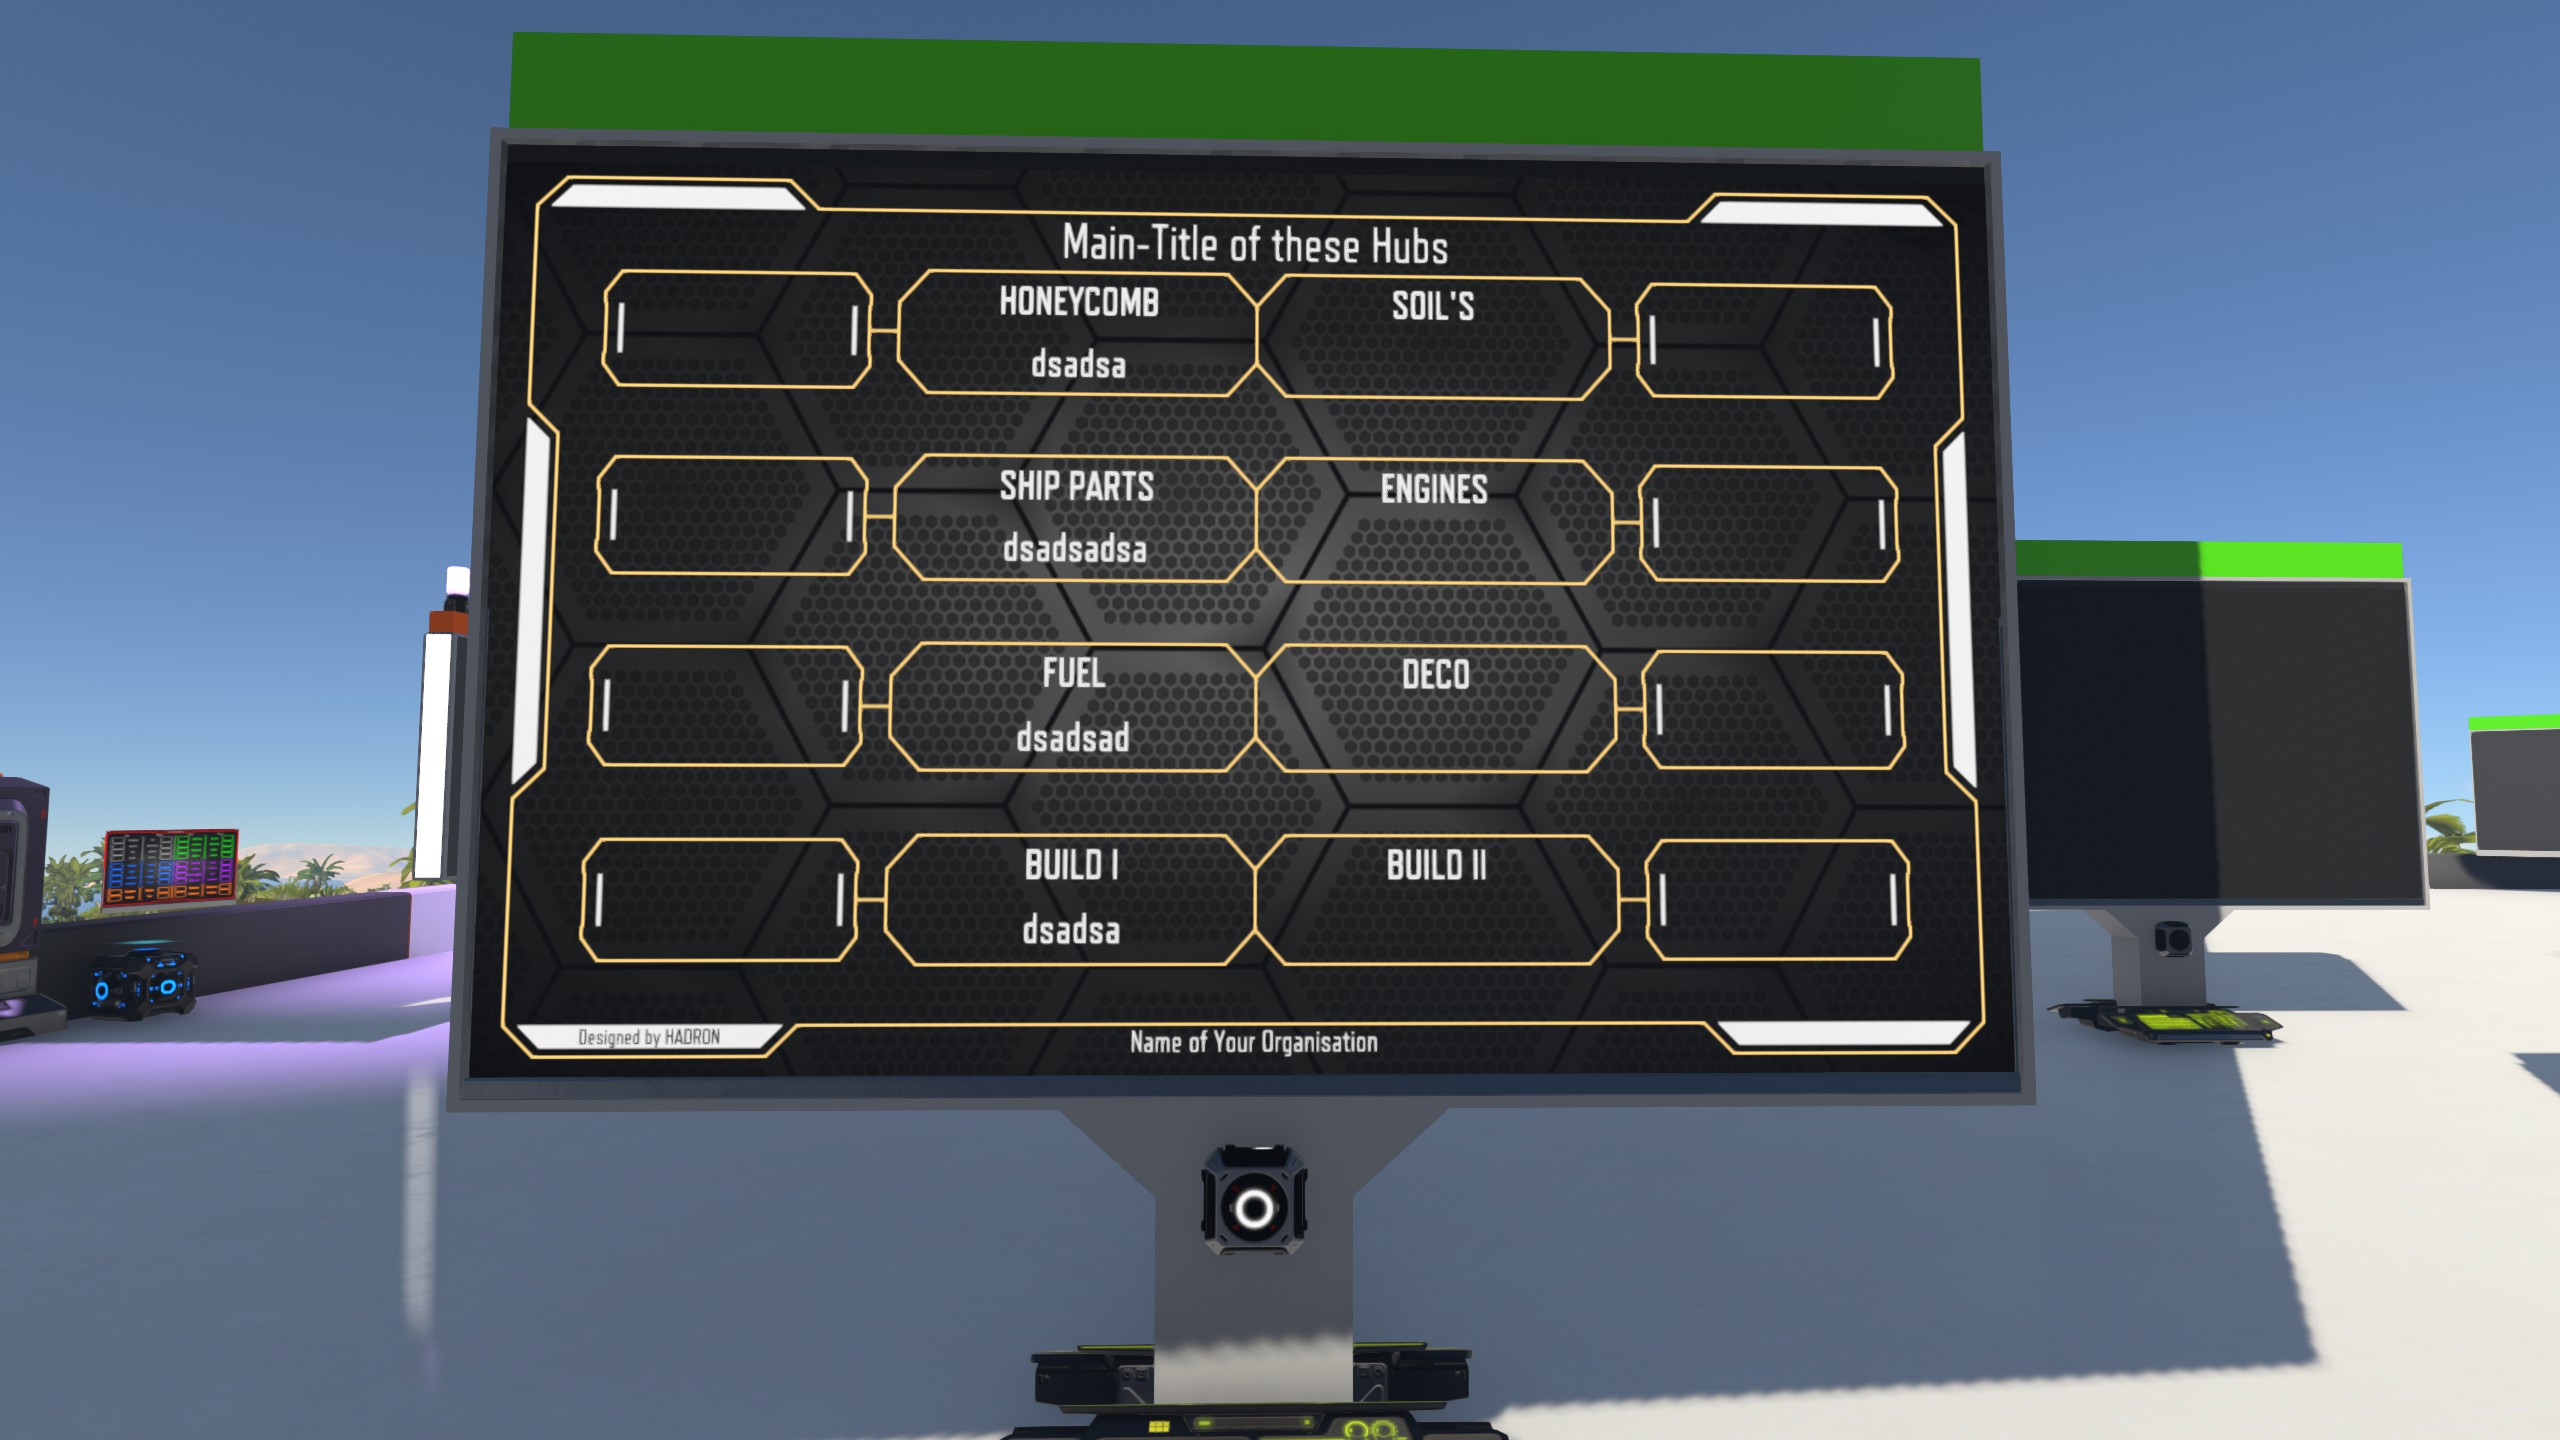 Main-Title of these Hubs
HONEYCOMB
dsadsa
SOIL'S
SHIP PARTS
dsadsadsa
ENGINES
FUEL
dsadsad
DECO
BUILD I
dsadsa
BUILD II
Designed by HADRON
Name of Your Organisation